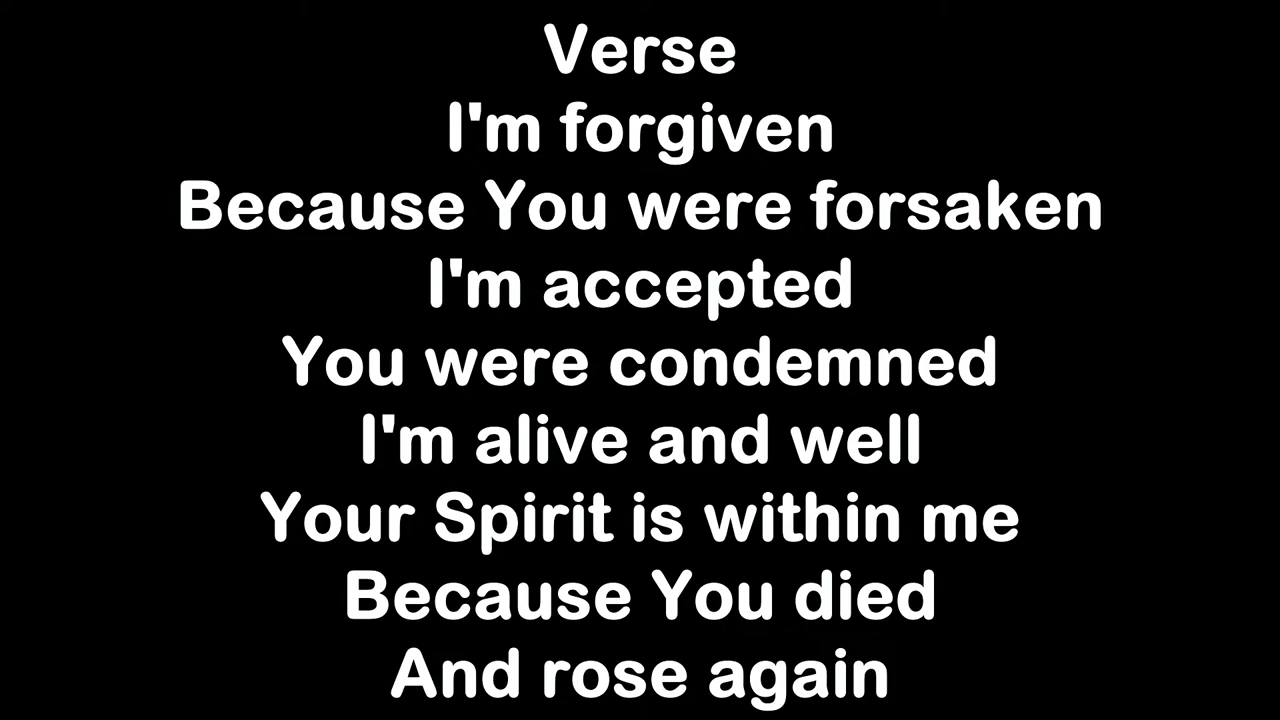 Verse
I'm forgiven
Because You were forsaken
I'm accepted
You were condemned
I'm alive and well
Your Spirit is within me
Because You died
And rose again